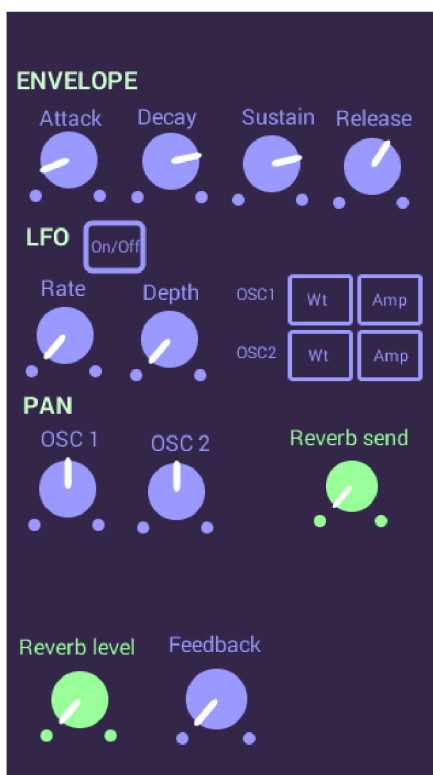 ENVELOPE
Attack Decay Sustain Release
LFO On/Off
Rate Depth OSC1 Wt Amp
OSC2 Wt Amp
PAN
OSC 1 OSC 2 Reverb send
Reverb level Feedback